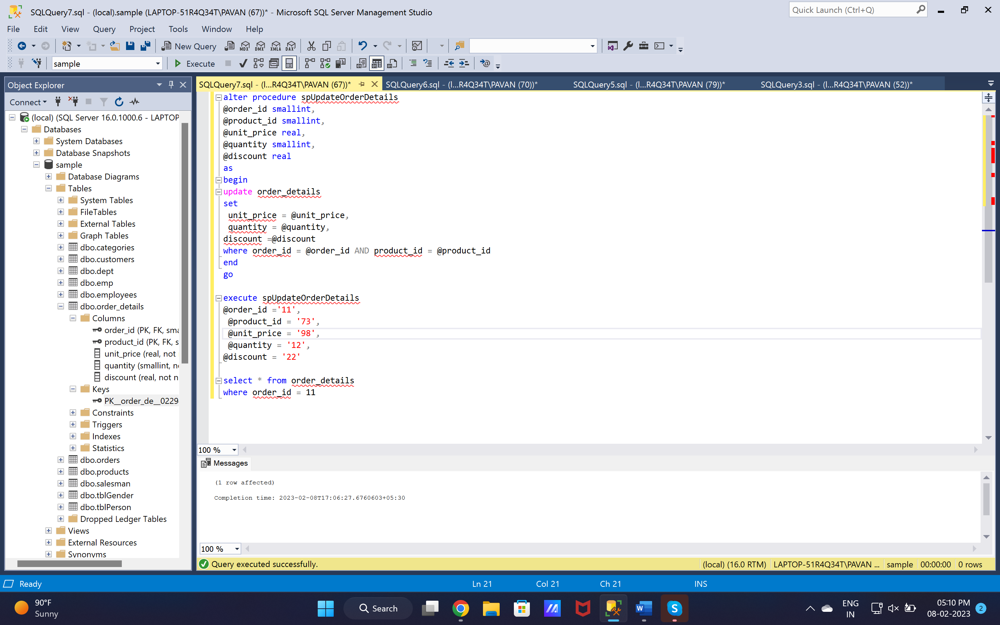 SQLQuery7.sql - (local).sample (LAPTOP-51R4Q34T\PAVAN (67))* - Microsoft SQL Server Management Studio
Quick Launch (Ctrl+Q)
File Edit View Query Project Tools Window Help
New Query MDX DMX XMLA DAX
sample Execute
Object Explorer
Connect
(local) (SQL Server 16.0.1000.6 - LAPTOP
Databases
System Databases
Database Snapshots
sample
Database Diagrams
Tables
System Tables
FileTables
External Tables
Graph Tables
dbo.categories
dbo.customers
dbo.dept
dbo.emp
dbo.employees
dbo.order_details
Columns
order_id (PK, FK, sma
product_id (PK, FK, s
unit_price (real, not
quantity (smallint, no
discount (real, not n
Keys
PK__order_de__0229
Constraints
Triggers
Indexes
Statistics
dbo.orders
dbo.products
dbo.salesman
dbo.tblGender
dbo.tblPerson
Dropped Ledger Tables
Views
External Resources
Synonyms
SQLQuery7.sql - (l...R4Q34T\PAVAN (67))* SQLQuery6.sql - (l...R4Q34T\PAVAN (70))* SQLQuery5.sql - (l...R4Q34T\PAVAN (79))* SQLQuery3.sql - (l...R4Q34T\PAVAN (52))*
alter procedure spUpdateOrderDetails
@order_id smallint,
@product_id smallint,
@unit_price real,
@quantity smallint,
@discount real
as
begin
update order_details
set
unit_price = @unit_price,
quantity = @quantity,
discount =@discount
where order_id = @order_id AND product_id = @product_id
end
go
execute spUpdateOrderDetails
@order_id ='11',
@product_id = '73',
@unit_price = '98',
@quantity = '12',
@discount = '22'
select * from order_details
where order_id = 11
100 %
Messages
(1 row affected)
Completion time: 2023-02-08T17:06:27.6760603+05:30
100 %
Query executed successfully. (local) (16.0 RTM) LAPTOP-51R4Q34T\PAVAN ... sample 00:00:00 0 rows
Ready Ln 21 Col 21 Ch 21 INS
90°F
Sunny
Search
ENG
IN
05:10 PM
08-02-2023
2